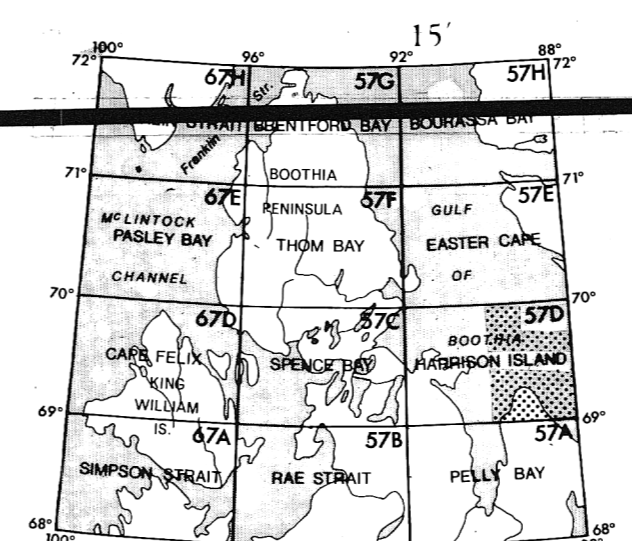 15′
100° 96° 92° 88°
72° 67H 57G 57H 72°
Str.
STRAIT BRENTFORD BAY BOURASSA BAY
Franklin
BOOTHIA
71° 67E 57F 57E 71°
PENINSULA GULF
McLINTOCK
PASLEY BAY THOM BAY EASTER CAPE
CHANNEL OF
70° 67D 57C 57D 70°
BOOTHIA
CAPE FELIX SPENCE BAY HARRISON ISLAND
KING
WILLIAM
69° IS. 67A 57B 57A 69°
SIMPSON STRAIT RAE STRAIT PELLY BAY
68° 68°
100°